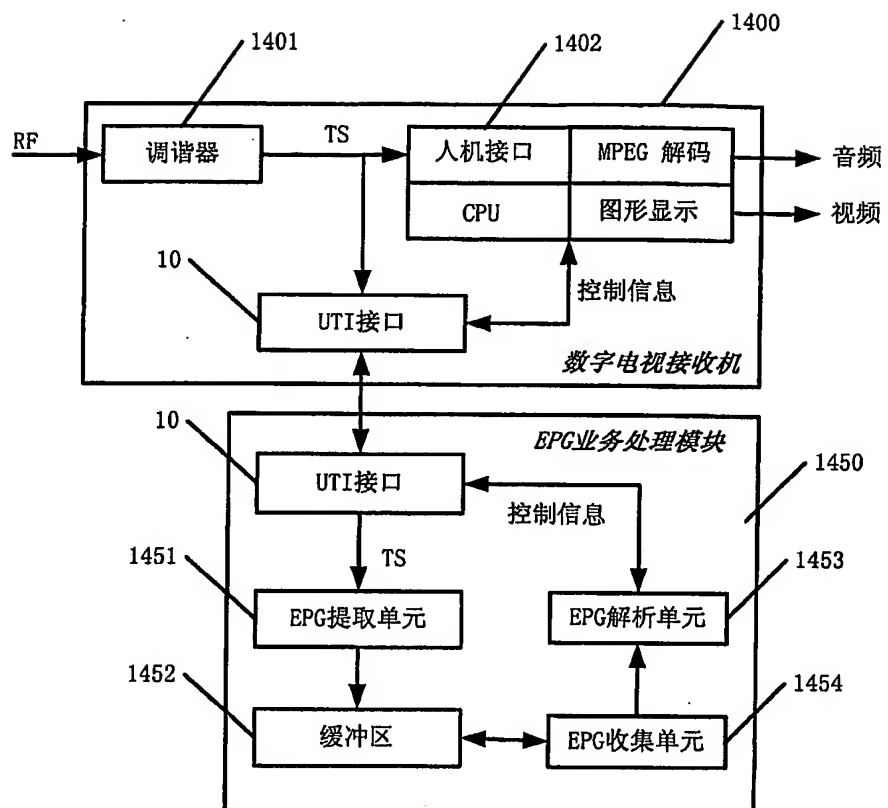 1401
1402
1400
RF
调谐器
TS
人机接口
MPEG 解码
音频
CPU
图形显示
视频
10
控制信息
UTI接口
数字电视接收机
10
EPG业务处理模块
UTI接口
1450
控制信息
1451
TS
1453
EPG提取单元
EPG解析单元
1452
1454
缓冲区
EPG收集单元